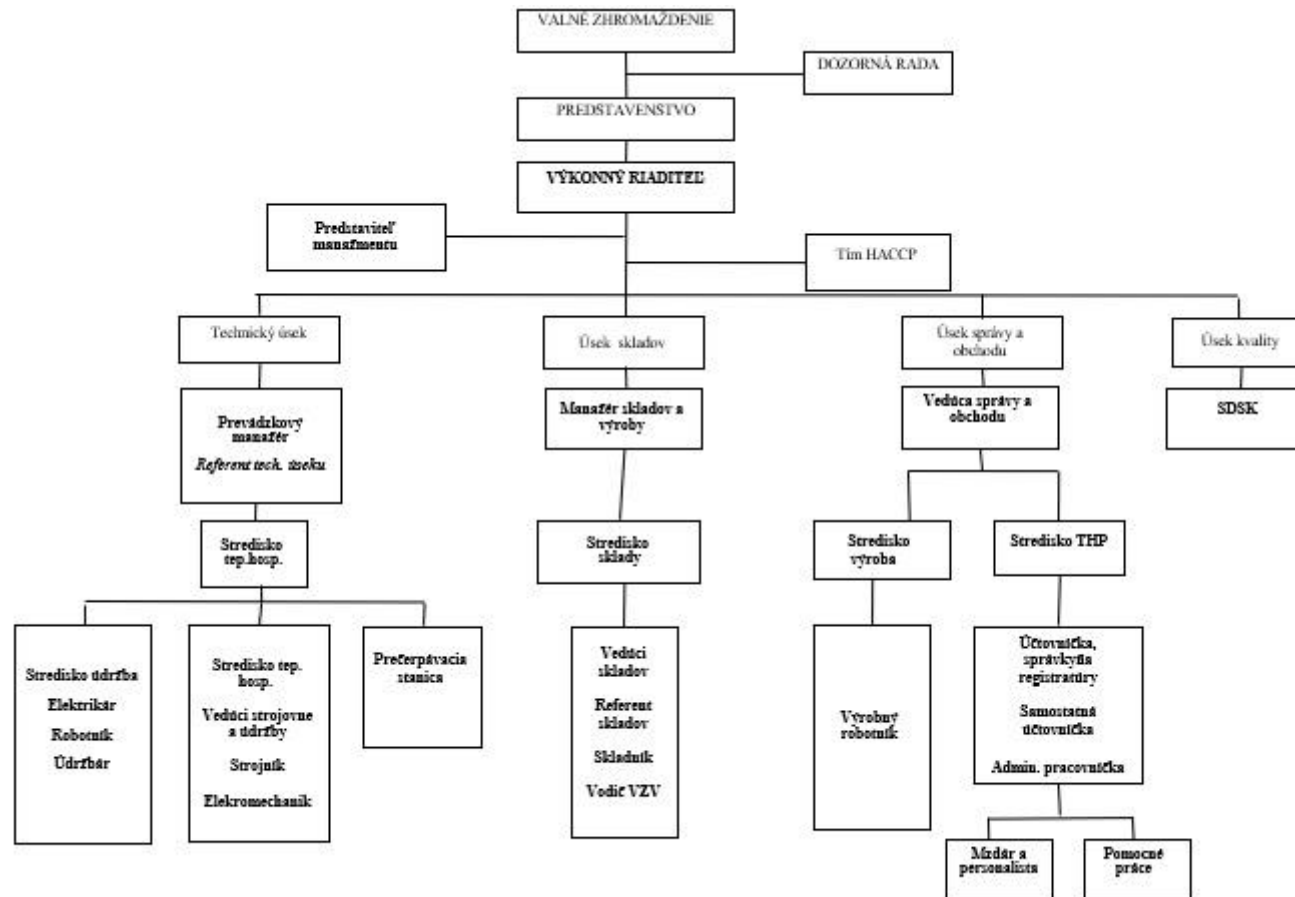 VALNÉ ZHROMAŽDENIE
DOZORNÁ RADA
PREDSTAVENSTVO
VÝKONNÝ RIADITEĽ
Predstaviteľ
manažmentu
Tím HACCP
Technický úsek
Úsek skladov
Úsek správy a
obchodu
Úsek kvality
Prevádzkový
manažér
Referent tech. úseku
Manažér skladov a
výroby
Vedúca správy a
obchodu
SDSK
Stredisko
tep.hosp.
Stredisko
sklady
Stredisko
výroba
Stredisko THP
Stredisko údržba
Elektrikár
Robotník
Údržbár
Stredisko tep.
hosp.
Vedúci strojovne
a údržby
Strojník
Elekromechanik
Prečerpávacia
stanica
Vedúci
skladov
Referent
skladov
Skladník
Vodič VZV
Výrobný
robotník
Účtovníčka,
správkyňa
registratúry
Samostatná
účtovníčka
Admin. pracovníčka
Mzdár a
personalista
Pomocné
práce